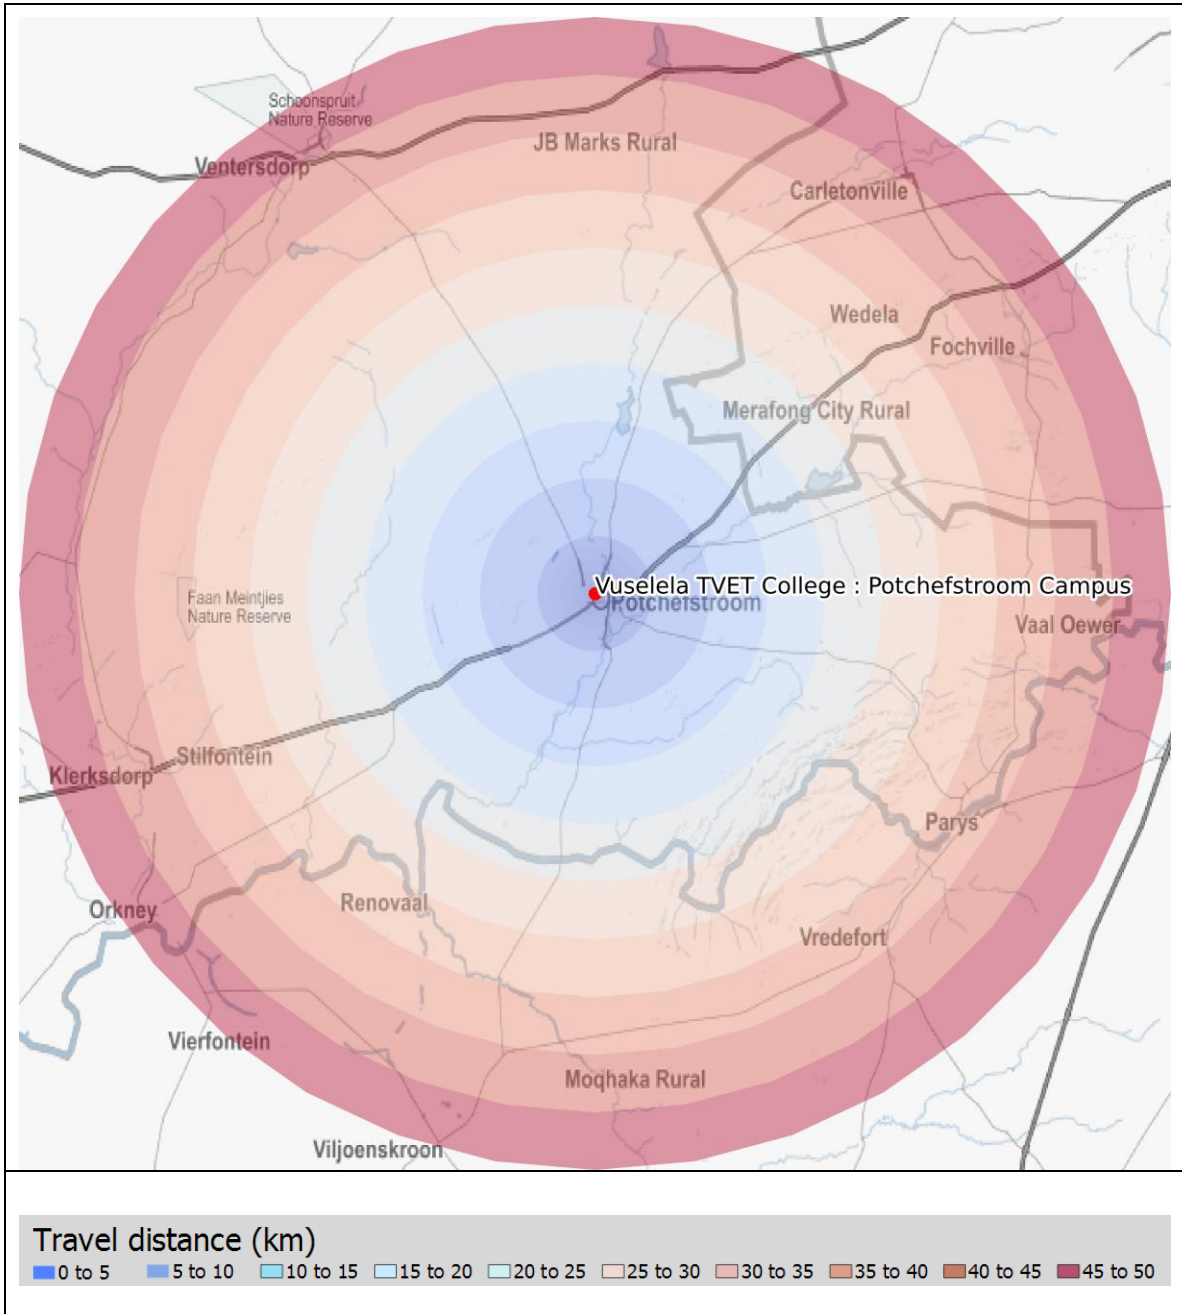 Schoonspruit
Nature Reserve
JB Marks Rural
Ventersdorp
Carletonville
Wedela
Fochville
Merafong City Rural
Vuselela TVET College : Potchefstroom Campus
Potchefstroom
Faan Meintjies
Nature Reserve
Vaal Oewer
Stilfontein
Klerksdorp
Parys
Renovaal
Orkney
Vredefort
Vierfontein
Moqhaka Rural
Viljoenskroon
Travel distance (km)
0 to 5 5 to 10 10 to 15 15 to 20 20 to 25 25 to 30 30 to 35 35 to 40 40 to 45 45 to 50